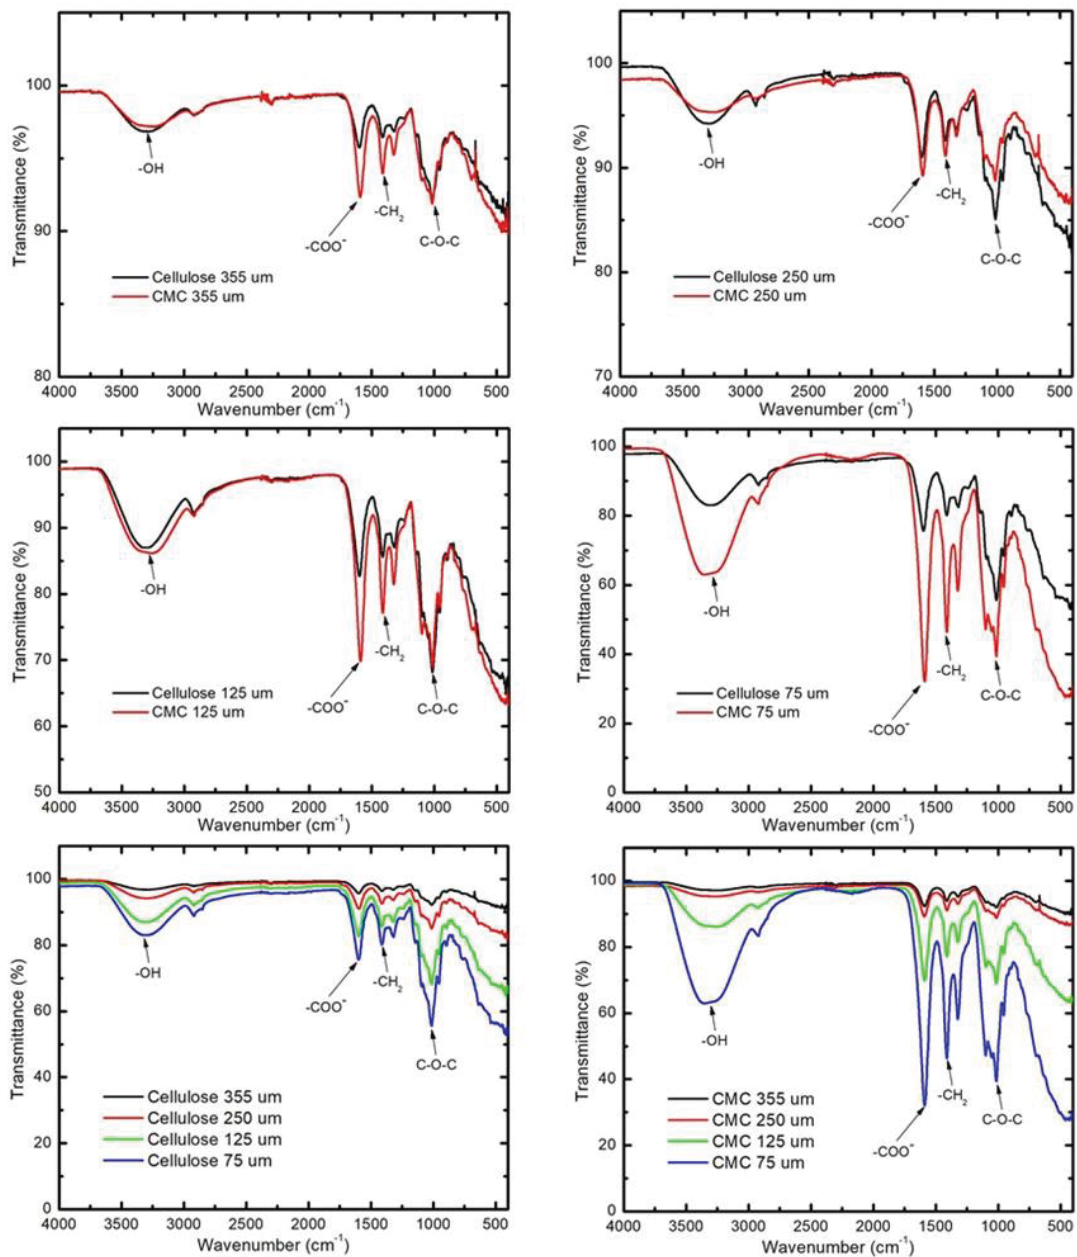 100
90
80
Transmittance (%)
-OH
-COO⁻
-CH₂
C-O-C
Cellulose 355 um
CMC 355 um
4000 3500 3000 2500 2000 1500 1000 500
Wavenumber (cm⁻¹)
100
90
80
70
Transmittance (%)
-OH
-COO⁻
-CH₂
C-O-C
Cellulose 250 um
CMC 250 um
4000 3500 3000 2500 2000 1500 1000 500
Wavenumber (cm⁻¹)
100
90
80
70
60
50
Transmittance (%)
-OH
-CH₂
-COO⁻
C-O-C
Cellulose 125 um
CMC 125 um
4000 3500 3000 2500 2000 1500 1000 500
Wavenumber (cm⁻¹)
100
80
60
40
20
0
Transmittance (%)
-OH
-CH₂
C-O-C
-COO⁻
Cellulose 75 um
CMC 75 um
4000 3500 3000 2500 2000 1500 1000 500
Wavenumber (cm⁻¹)
100
80
60
40
20
0
Transmittance (%)
-OH
-COO⁻
-CH₂
C-O-C
Cellulose 355 um
Cellulose 250 um
Cellulose 125 um
Cellulose 75 um
4000 3500 3000 2500 2000 1500 1000 500
Wavenumber (cm⁻¹)
100
80
60
40
20
0
Transmittance (%)
-OH
-CH₂
C-O-C
-COO⁻
CMC 355 um
CMC 250 um
CMC 125 um
CMC 75 um
4000 3500 3000 2500 2000 1500 1000 500
Wavenumber (cm⁻¹)